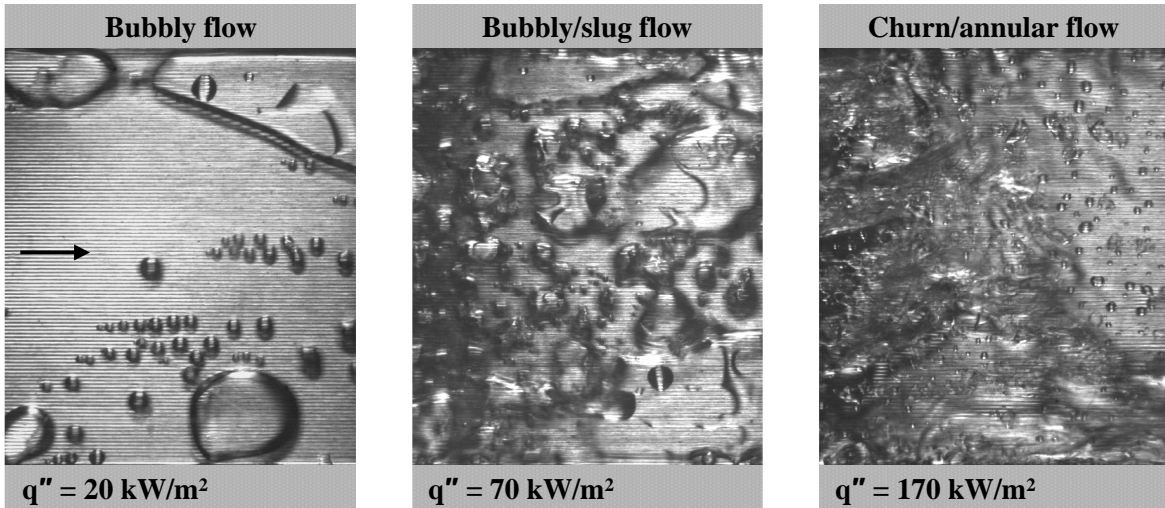 Bubbly flow
Bubbly/slug flow
Churn/annular flow
q″ = 20 kW/m²
q″ = 70 kW/m²
q″ = 170 kW/m²